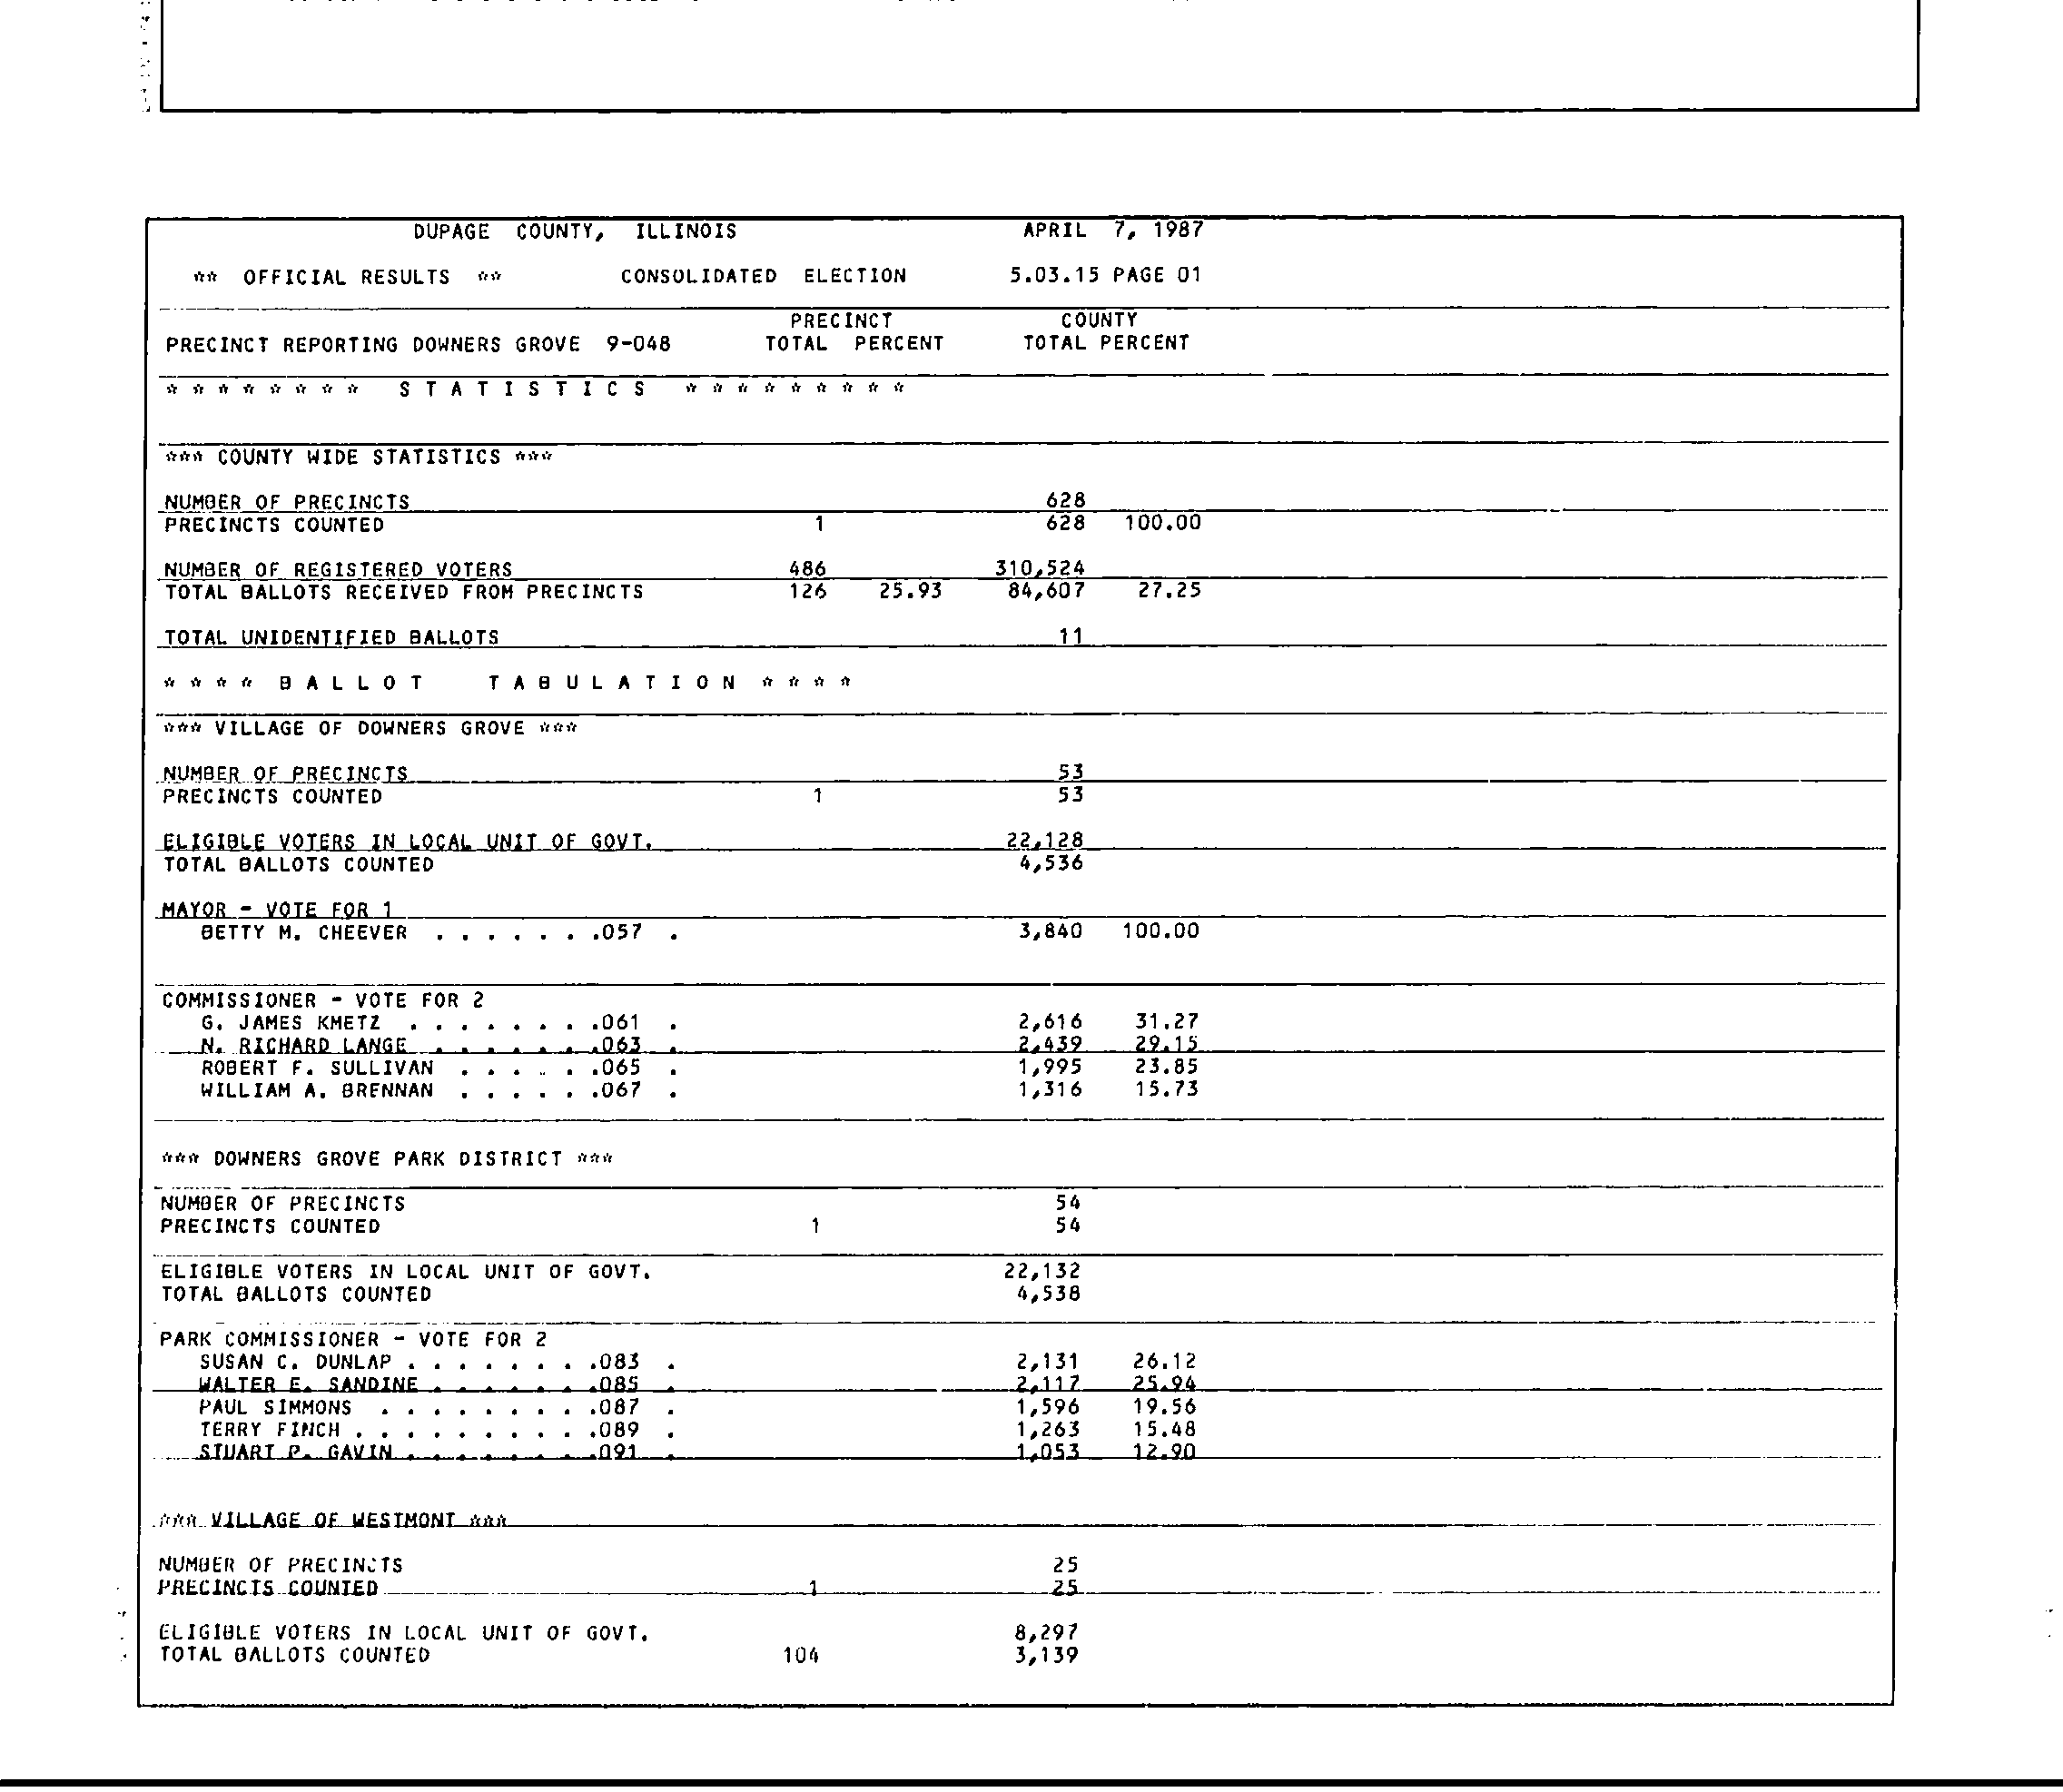 DUPAGE COUNTY, ILLINOIS APRIL 7, 1987
** OFFICIAL RESULTS ** CONSOLIDATED ELECTION 5.03.15 PAGE 01
PRECINCT COUNTY
PRECINCT REPORTING DOWNERS GROVE 9-048 TOTAL PERCENT TOTAL PERCENT
* * * * * * * * S T A T I S T I C S * * * * * * * * *
*** COUNTY WIDE STATISTICS ***
NUMBER OF PRECINCTS 628
PRECINCTS COUNTED 1 628 100.00
NUMBER OF REGISTERED VOTERS 486 310,524
TOTAL BALLOTS RECEIVED FROM PRECINCTS 126 25.93 84,607 27.25
TOTAL UNIDENTIFIED BALLOTS 11
* * * * B A L L O T T A B U L A T I O N * * * *
*** VILLAGE OF DOWNERS GROVE ***
NUMBER OF PRECINCTS 53
PRECINCTS COUNTED 1 53
ELIGIBLE VOTERS IN LOCAL UNIT OF GOVT. 22,128
TOTAL BALLOTS COUNTED 4,536
MAYOR - VOTE FOR 1
BETTY M. CHEEVER . . . . . . .057 . 3,840 100.00
COMMISSIONER - VOTE FOR 2
G. JAMES KMETZ . . . . . . . .061 . 2,616 31.27
N. RICHARD LANGE . . . . . . .063 . 2,439 29.15
ROBERT F. SULLIVAN . . . . . .065 . 1,995 23.85
WILLIAM A. BRENNAN . . . . . .067 . 1,316 15.73
*** DOWNERS GROVE PARK DISTRICT ***
NUMBER OF PRECINCTS 54
PRECINCTS COUNTED 1 54
ELIGIBLE VOTERS IN LOCAL UNIT OF GOVT. 22,132
TOTAL BALLOTS COUNTED 4,538
PARK COMMISSIONER - VOTE FOR 2
SUSAN C. DUNLAP . . . . . . . .083 . 2,131 26.12
WALTER E. SANDINE . . . . . . .085 . 2,117 25.94
PAUL SIMMONS . . . . . . . . .087 . 1,596 19.56
TERRY FINCH . . . . . . . . . .089 . 1,263 15.48
STUART P. GAVIN . . . . . . . .091 . 1,053 12.90
*** VILLAGE OF WESTMONT ***
NUMBER OF PRECINCTS 25
PRECINCTS COUNTED 1 25
ELIGIBLE VOTERS IN LOCAL UNIT OF GOVT. 8,297
TOTAL BALLOTS COUNTED 104 3,139